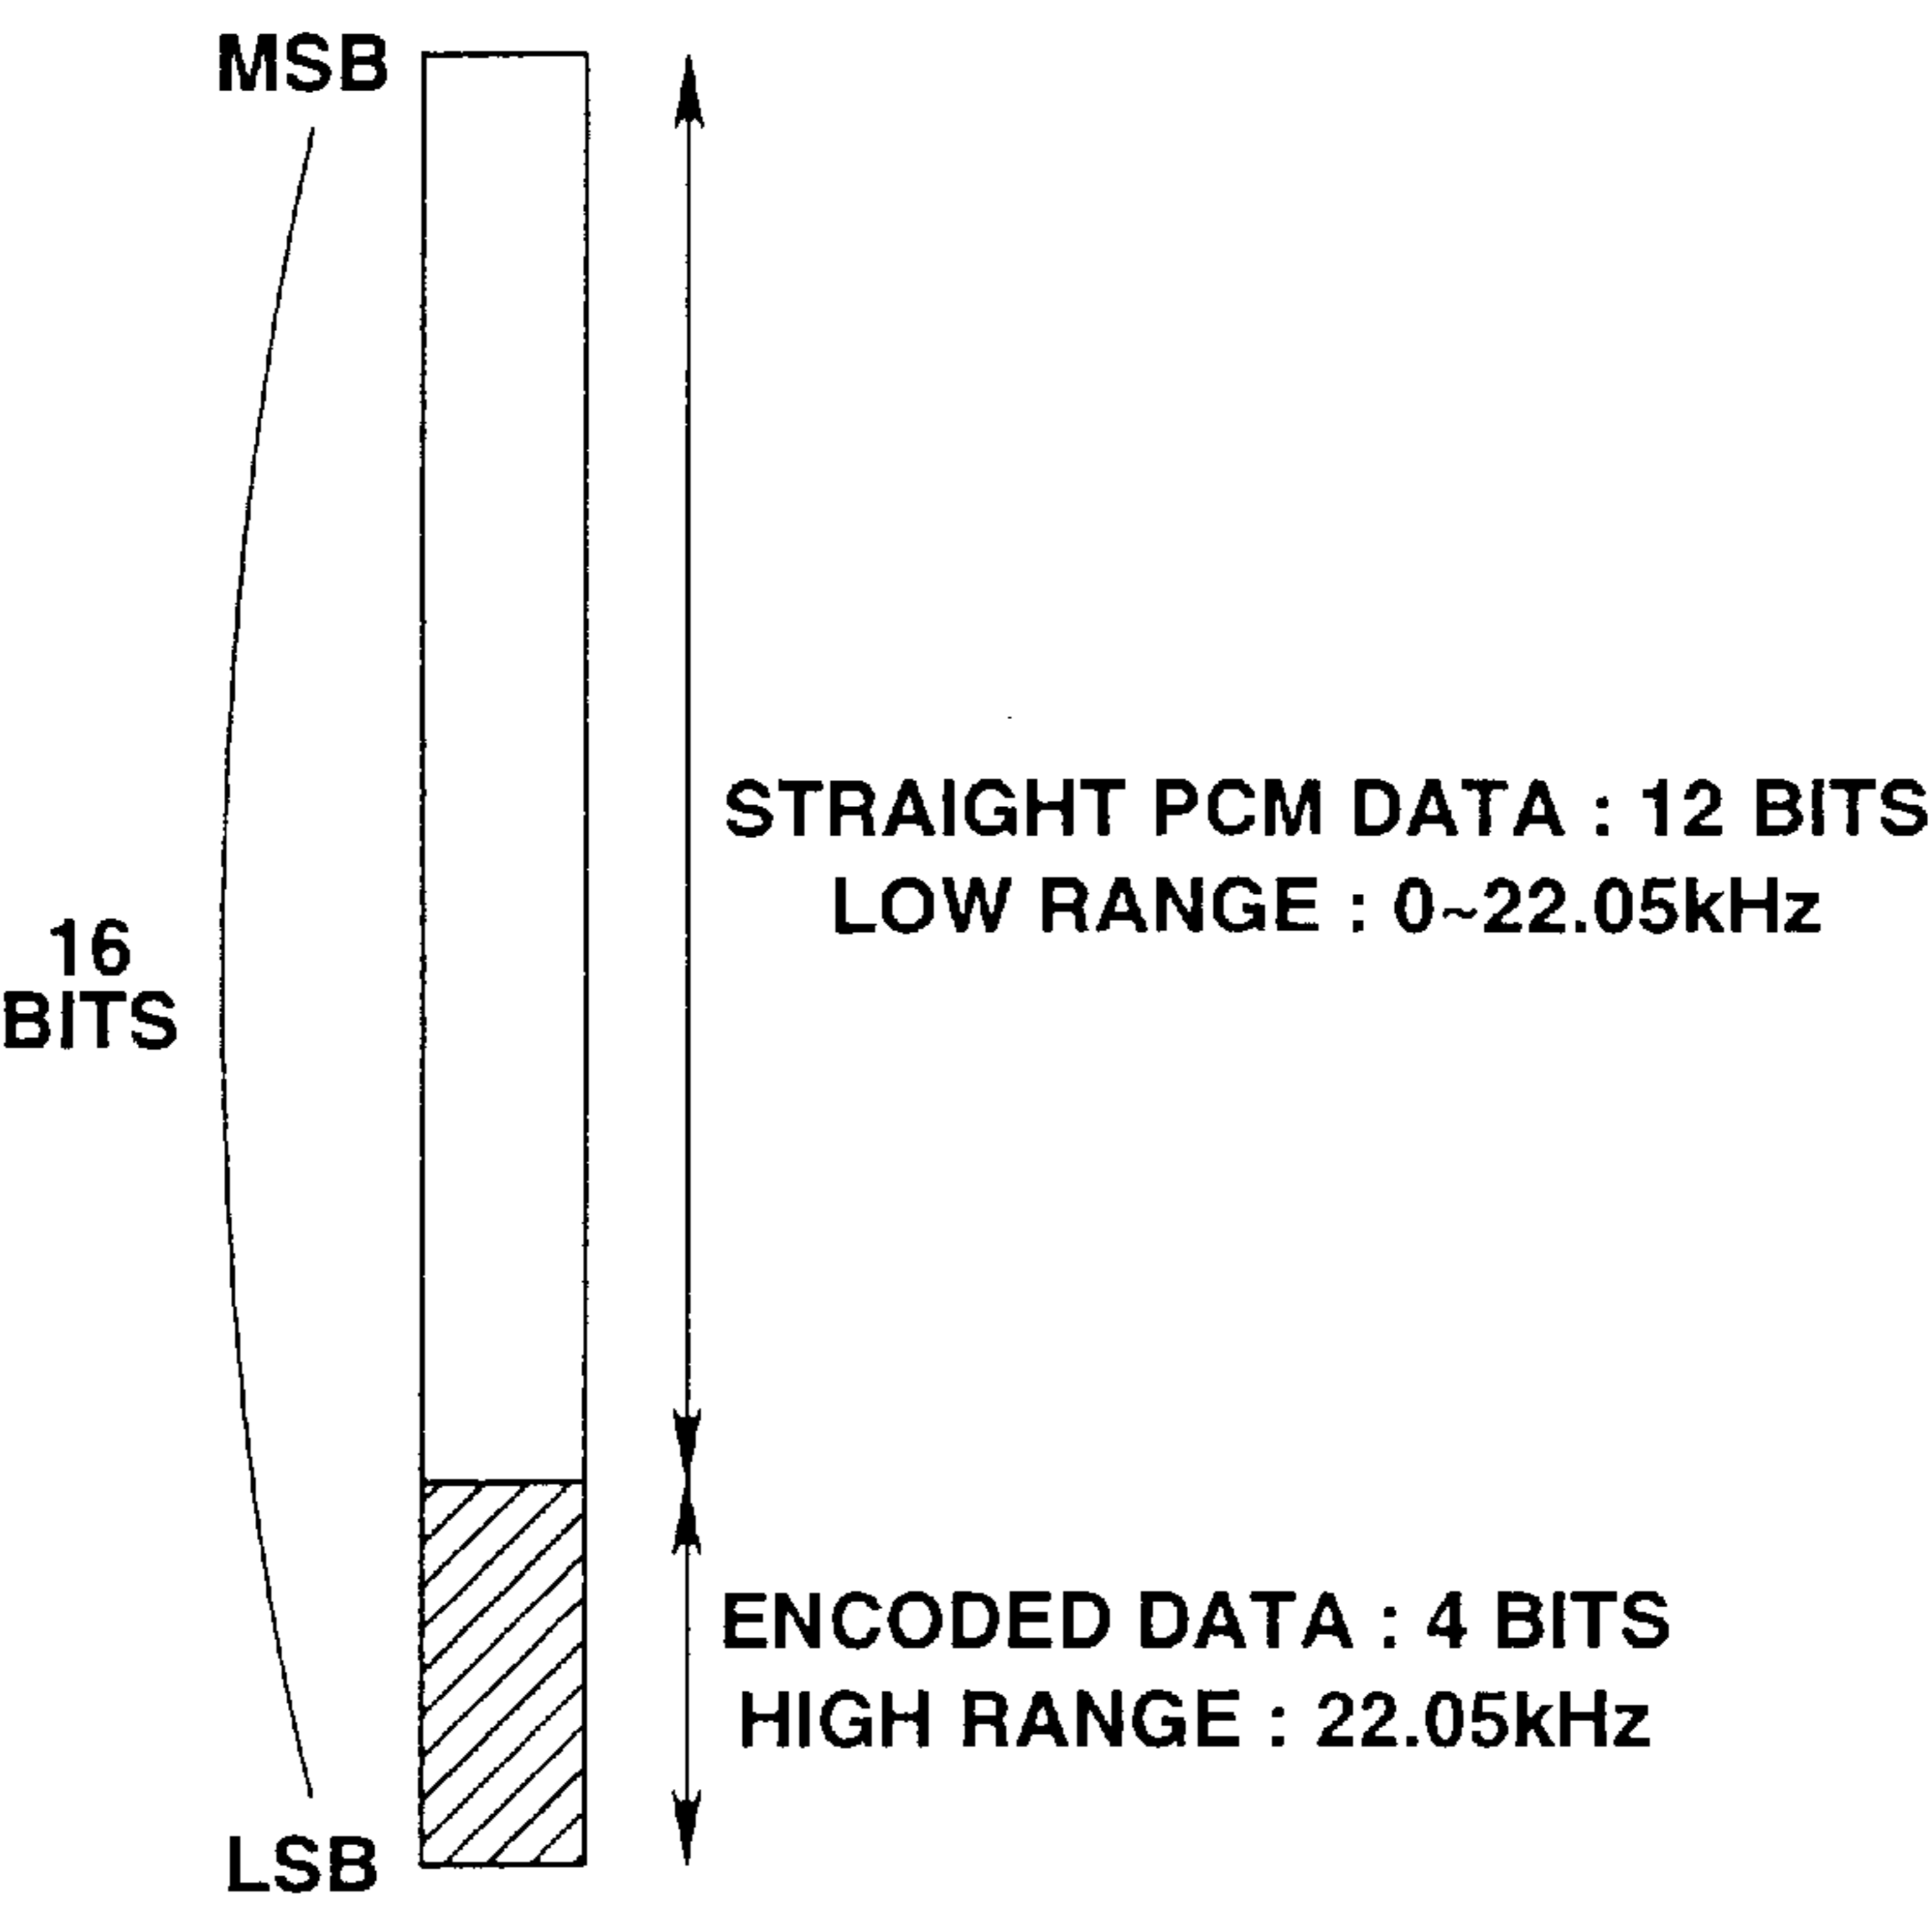 MSB
STRAIGHT PCM DATA : 12 BITS
LOW RANGE : 0~22.05kHz
16
BITS
ENCODED DATA : 4 BITS
HIGH RANGE : 22.05kHz
LSB